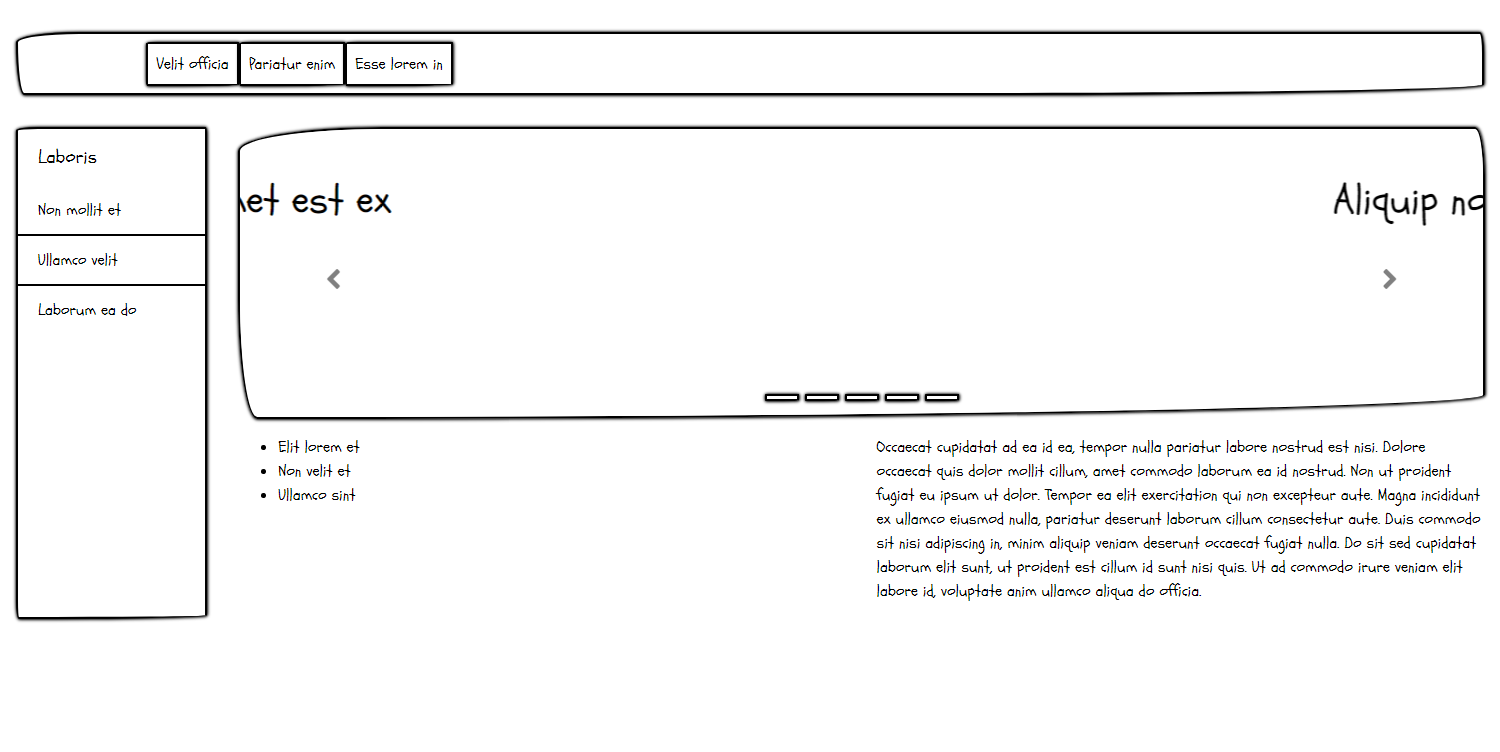 Velit officia
Pariatur enim
Esse lorem in
Laboris
Non mollit et
Ullamco velit
Laborum ea do
est ex
Aliquip
Elit lorem et
Non velit et
Ullamco sint
Occaecat cupidatat ad ea id ea, tempor nulla pariatur labore nostrud est nisi. Dolore
occaecat quis dolor mollit cillum, amet commodo laborum ea id nostrud. Non ut proident
fugiat eu ipsum ut dolor. Tempor ea elit exercitation qui non excepteur aute. Magna incididunt
ex ullamco eiusmod nulla, pariatur deserunt laborum cillum consectetur aute. Duis commodo
sit nisi adipiscing in, minim aliquip veniam deserunt occaecat fugiat nulla. Do sit sed cupidatat
laborum elit sunt, ut proident est cillum id sunt nisi quis. Ut ad commodo irure veniam elit
labore id, voluptate anim ullamco aliqua do officia.